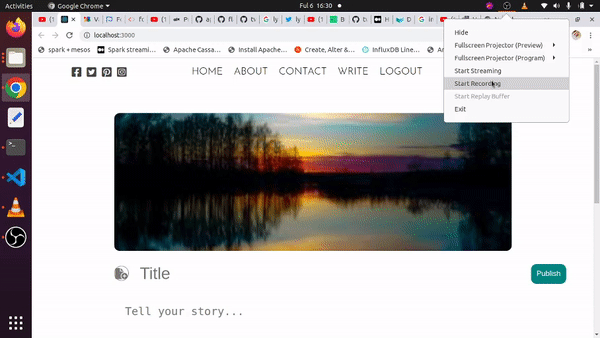 Activities Google Chrome Ful 6 16:30
localhost:3000
spark + mesos Spark streami... Apache Cassa... Install Apache... Create, Alter &... InfluxDB Line...
HOME ABOUT CONTACT WRITE LOGOUT
Hide
Fullscreen Projector (Preview)
Fullscreen Projector (Program)
Start Streaming
Start Recording
Start Replay Buffer
Exit
Title
Publish
Tell your story...